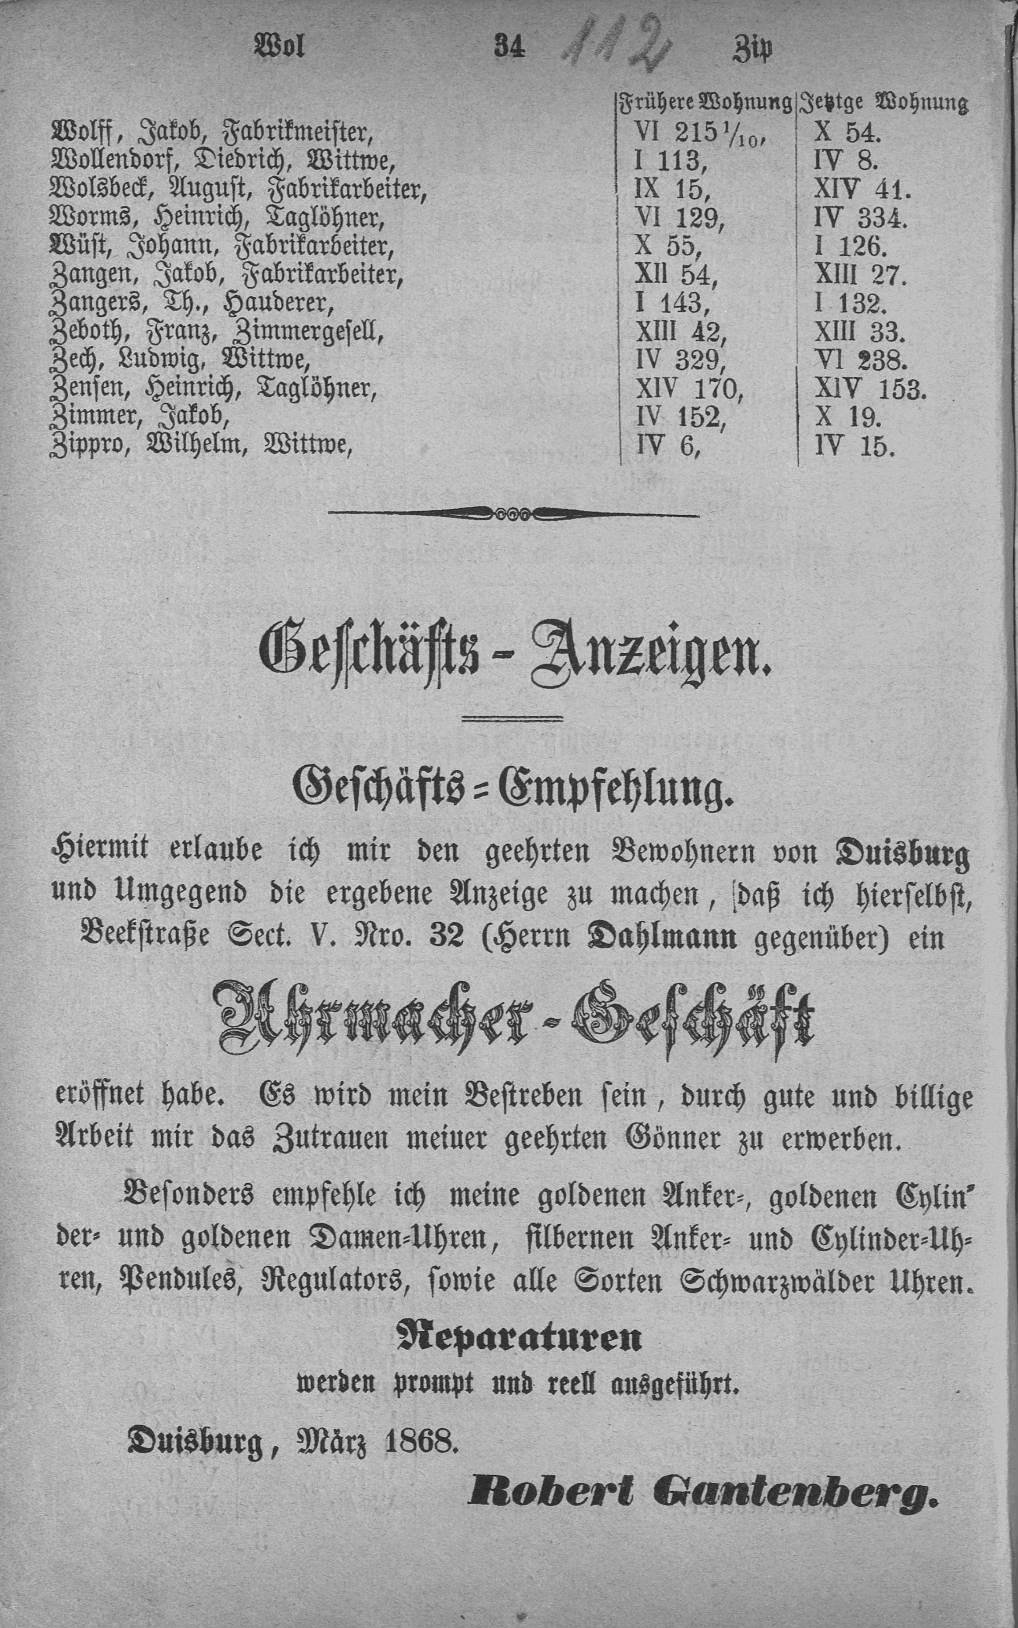 Wol 34 112 Zip
Frühere Wohnung Jetztge Wohnung
Wolff, Jakob, Fabrikmeister, VI 215 1/10, X 54.
Wollendorf, Diedrich, Wittwe, I 113, IV 8.
Wolsbeck, August, Fabrikarbeiter, IX 15, XIV 41.
Worms, Heinrich, Taglöhner, VI 129, IV 334.
Wüst, Johann, Fabrikarbeiter, X 55, I 126.
Zangen, Jakob, Fabrikarbeiter, XII 54, XIII 27.
Zangers, Th., Hauderer, I 143, I 132.
Zeboth, Franz, Zimmergesell, XIII 42, XIII 33.
Zech, Ludwig, Wittwe, IV 329, VI 238.
Zensen, Heinrich, Taglöhner, XIV 170, XIV 153.
Zimmer, Jakob, IV 152, X 19.
Zippro, Wilhelm, Wittwe, IV 6, IV 15.
Geschäfts-Anzeigen.
Geschäfts-Empfehlung.
Hiermit erlaube ich mir den geehrten Bewohnern von Duisburg
und Umgegend die ergebene Anzeige zu machen, daß ich hierselbst,
Beekstraße Sect. V. Nro. 32 (Herrn Dahlmann gegenüber) ein
Uhrmacher-Geschäft
eröffnet habe. Es wird mein Bestreben sein, durch gute und billige
Arbeit mir das Zutrauen meiner geehrten Gönner zu erwerben.
Besonders empfehle ich meine goldenen Anker-, goldenen Cylin-
der- und goldenen Damen-Uhren, silbernen Anker- und Cylinder-Uh-
ren, Pendules, Regulators, sowie alle Sorten Schwarzwälder Uhren.
Reparaturen
werden prompt und reell ausgeführt.
Duisburg, März 1868.
Robert Gantenberg.